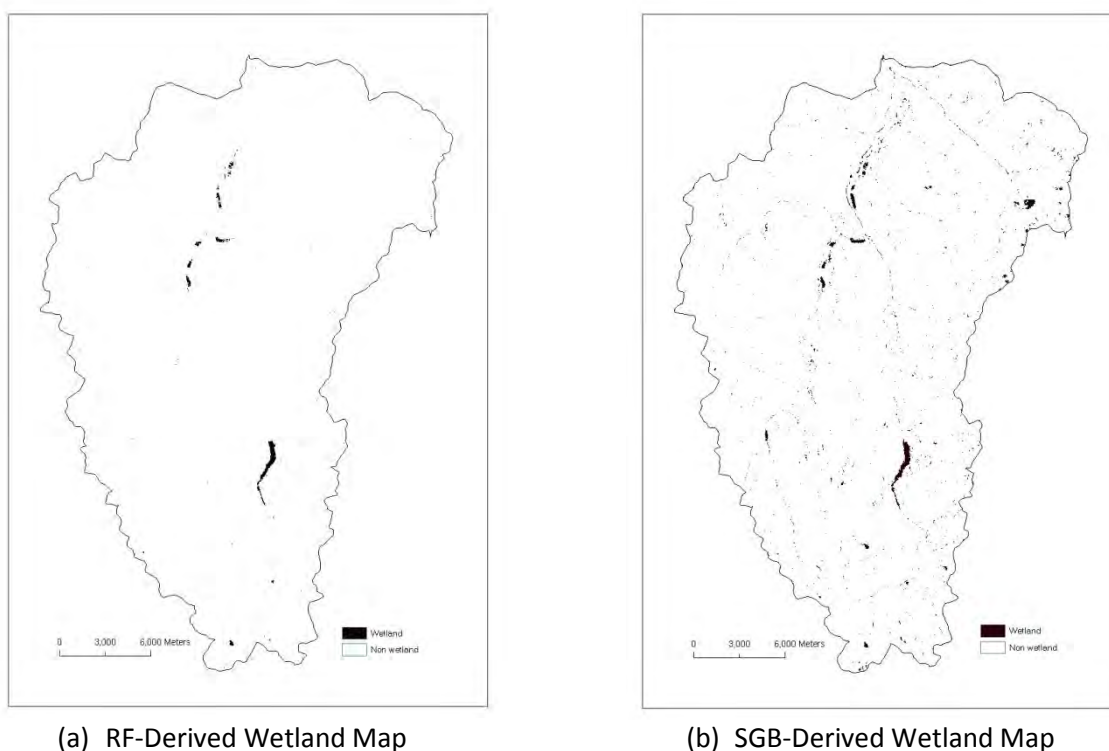 Wetland
0 3,000 6,000 Meters
Non wetland
Wetland
0 3,000 6,000 Meters
Non wetland
(a) RF-Derived Wetland Map
(b) SGB-Derived Wetland Map